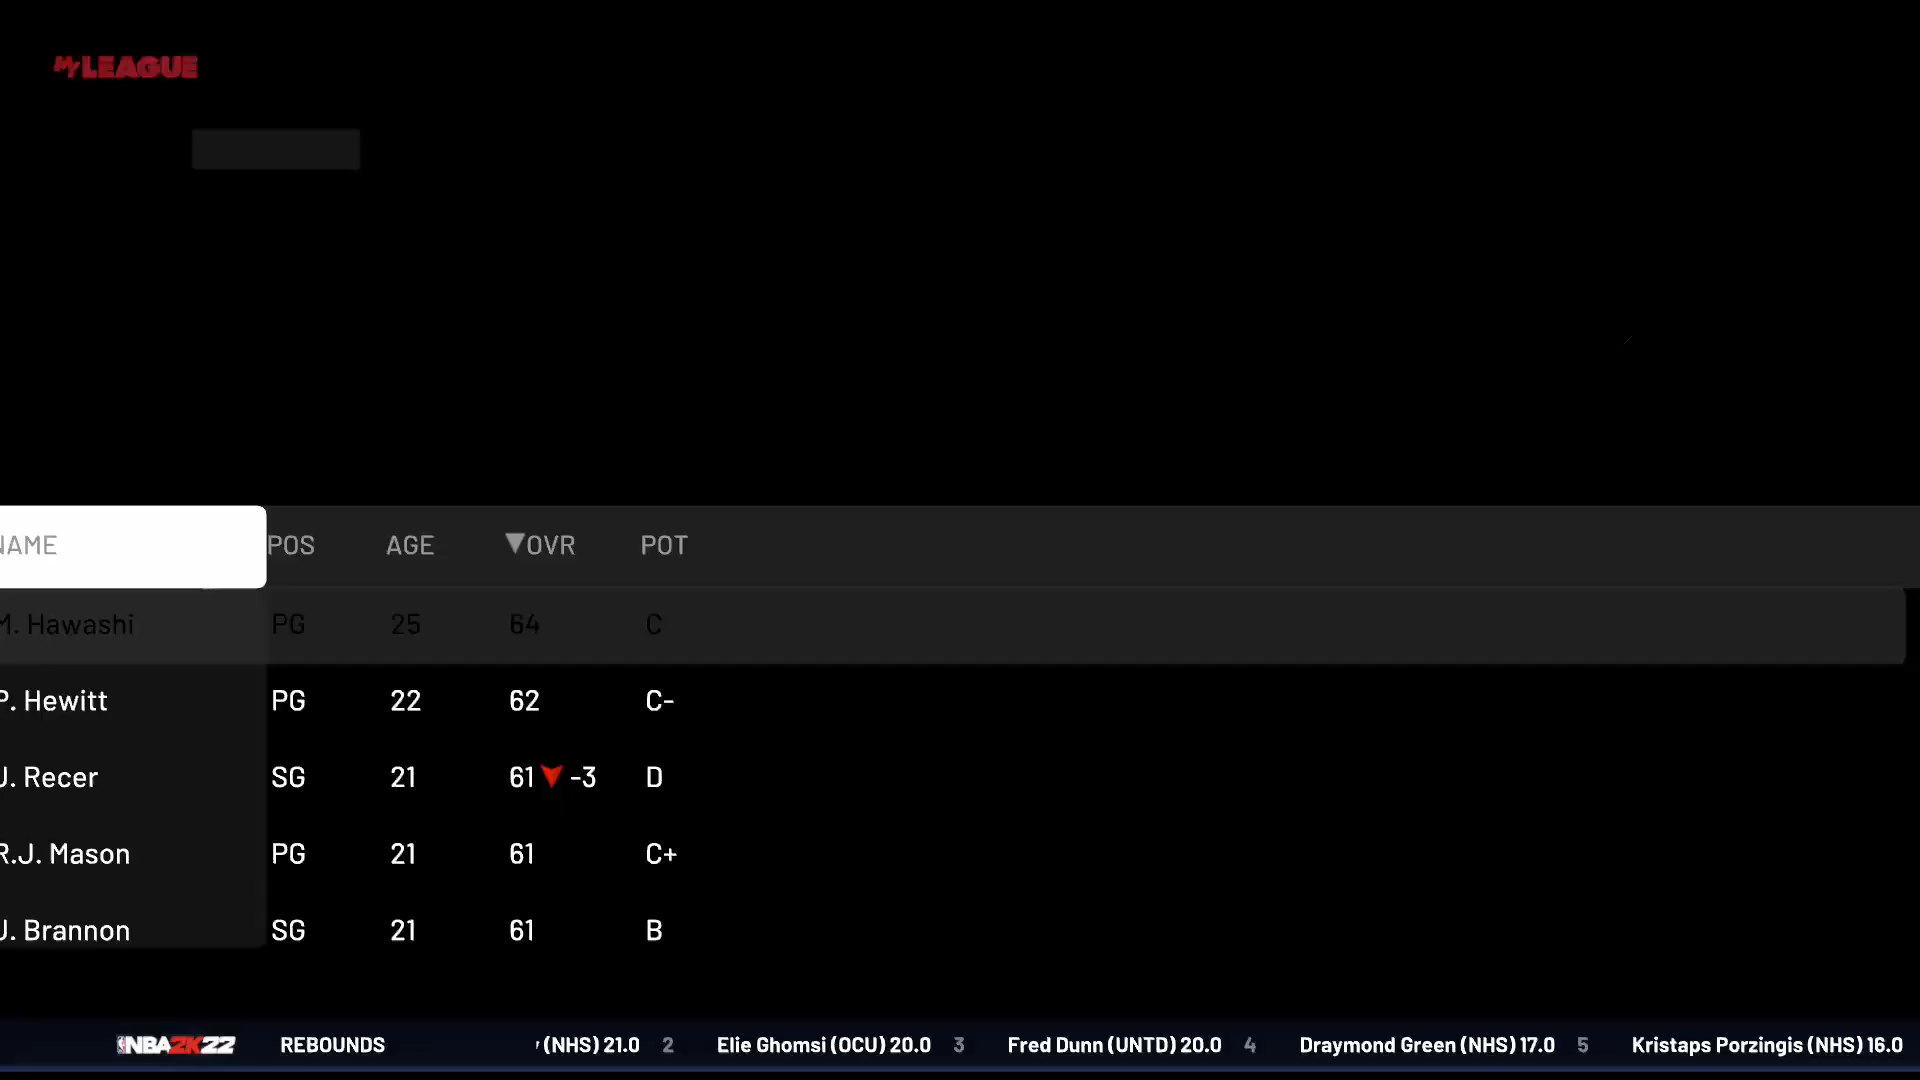 MyLEAGUE
NAME POS AGE ▼OVR POT
M. Hawashi PG 25 64 C
P. Hewitt PG 22 62 C-
J. Recer SG 21 61 -3 D
R.J. Mason PG 21 61 C+
J. Brannon SG 21 61 B
NBA2K22 REBOUNDS (NHS) 21.0 2 Elie Ghomsi (OCU) 20.0 3 Fred Dunn (UNTD) 20.0 4 Draymond Green (NHS) 17.0 5 Kristaps Porzingis (NHS) 16.0